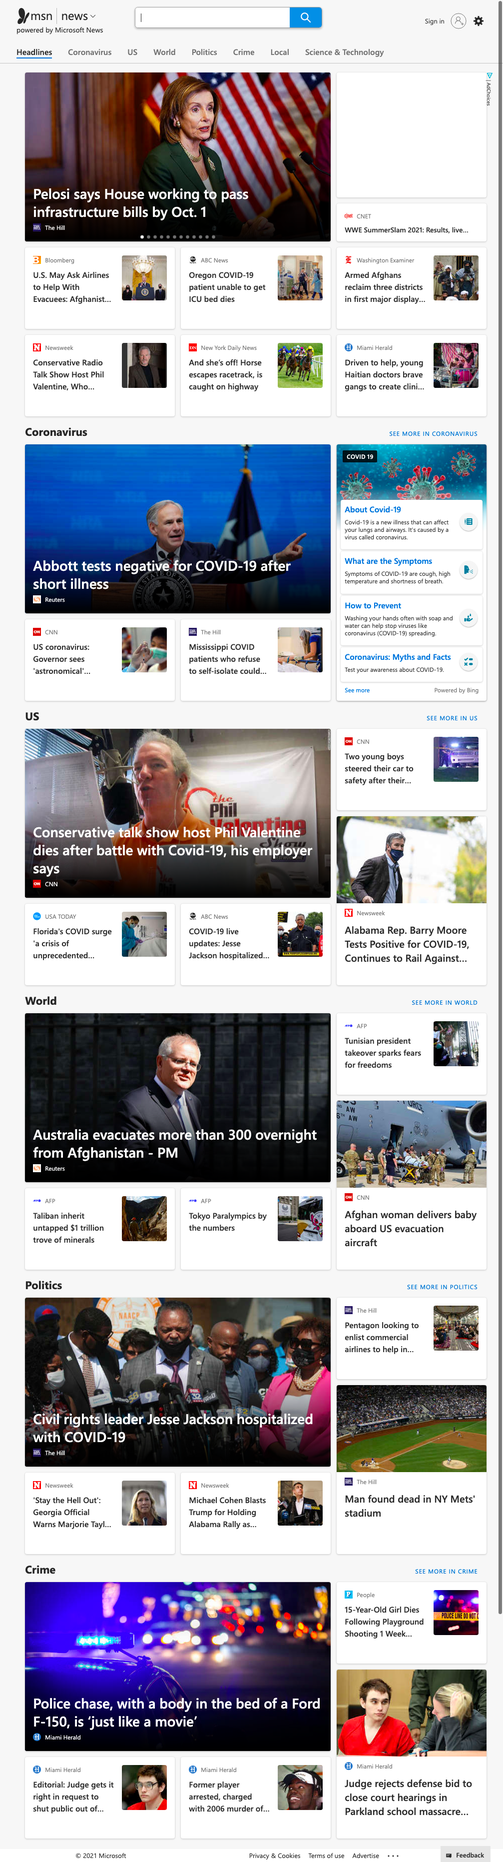 msn | news
powered by Microsoft News
Sign in
Headlines Coronavirus US World Politics Crime Local Science & Technology
Pelosi says House working to pass
infrastructure bills by Oct. 1
The Hill
AdChoices
CNET
WWE SummerSlam 2021: Results, live...
Bloomberg
U.S. May Ask Airlines
to Help With
Evacuees: Afghanist...
ABC News
Oregon COVID-19
patient unable to get
ICU bed dies
Washington Examiner
Armed Afghans
reclaim three districts
in first major display...
Newsweek
Conservative Radio
Talk Show Host Phil
Valentine, Who...
New York Daily News
And she's off! Horse
escapes racetrack, is
caught on highway
Miami Herald
Driven to help, young
Haitian doctors brave
gangs to create clini...
Coronavirus
SEE MORE IN CORONAVIRUS
Abbott tests negative for COVID-19 after
short illness
Reuters
COVID 19
About Covid-19
Covid-19 is a new illness that can affect
your lungs and airways. It's caused by a
virus called coronavirus.
What are the Symptoms
Symptoms of COVID-19 are cough, high
temperature and shortness of breath.
How to Prevent
Washing your hands often with soap and
water can help stop viruses like
coronavirus (COVID-19) spreading.
Coronavirus: Myths and Facts
Test your awareness about COVID-19.
See more
Powered by Bing
CNN
US coronavirus:
Governor sees
'astronomical'...
The Hill
Mississippi COVID
patients who refuse
to self-isolate could...
US
SEE MORE IN US
the
Phil
Valentine
Show
Conservative talk show host Phil Valentine
dies after battle with Covid-19, his employer
says
CNN
CNN
Two young boys
steered their car to
safety after their...
Newsweek
Alabama Rep. Barry Moore
Tests Positive for COVID-19,
Continues to Rail Against...
USA TODAY
Florida's COVID surge
'a crisis of
unprecedented...
ABC News
COVID-19 live
updates: Jesse
Jackson hospitalized...
World
SEE MORE IN WORLD
Australia evacuates more than 300 overnight
from Afghanistan - PM
Reuters
AFP
Tunisian president
takeover sparks fears
for freedoms
AW
CNN
Afghan woman delivers baby
aboard US evacuation
aircraft
AFP
Taliban inherit
untapped $1 trillion
trove of minerals
AFP
Tokyo Paralympics by
the numbers
Politics
SEE MORE IN POLITICS
NAACP
Civil rights leader Jesse Jackson hospitalized
with COVID-19
The Hill
The Hill
Pentagon looking to
enlist commercial
airlines to help in...
The Hill
Man found dead in NY Mets'
stadium
Newsweek
'Stay the Hell Out':
Georgia Official
Warns Marjorie Tayl...
Newsweek
Michael Cohen Blasts
Trump for Holding
Alabama Rally as...
Crime
SEE MORE IN CRIME
Police chase, with a body in the bed of a Ford
F-150, is ‘just like a movie’
Miami Herald
People
15-Year-Old Girl Dies
Following Playground
Shooting 1 Week...
POLICE LINE DO NOT
Miami Herald
Judge rejects defense bid to
close court hearings in
Parkland school massacre...
Miami Herald
Editorial: Judge gets it
right in request to
shut public out of...
Miami Herald
Former player
arrested, charged
with 2006 murder of...
© 2021 Microsoft
Privacy & Cookies Terms of use Advertise
Feedback